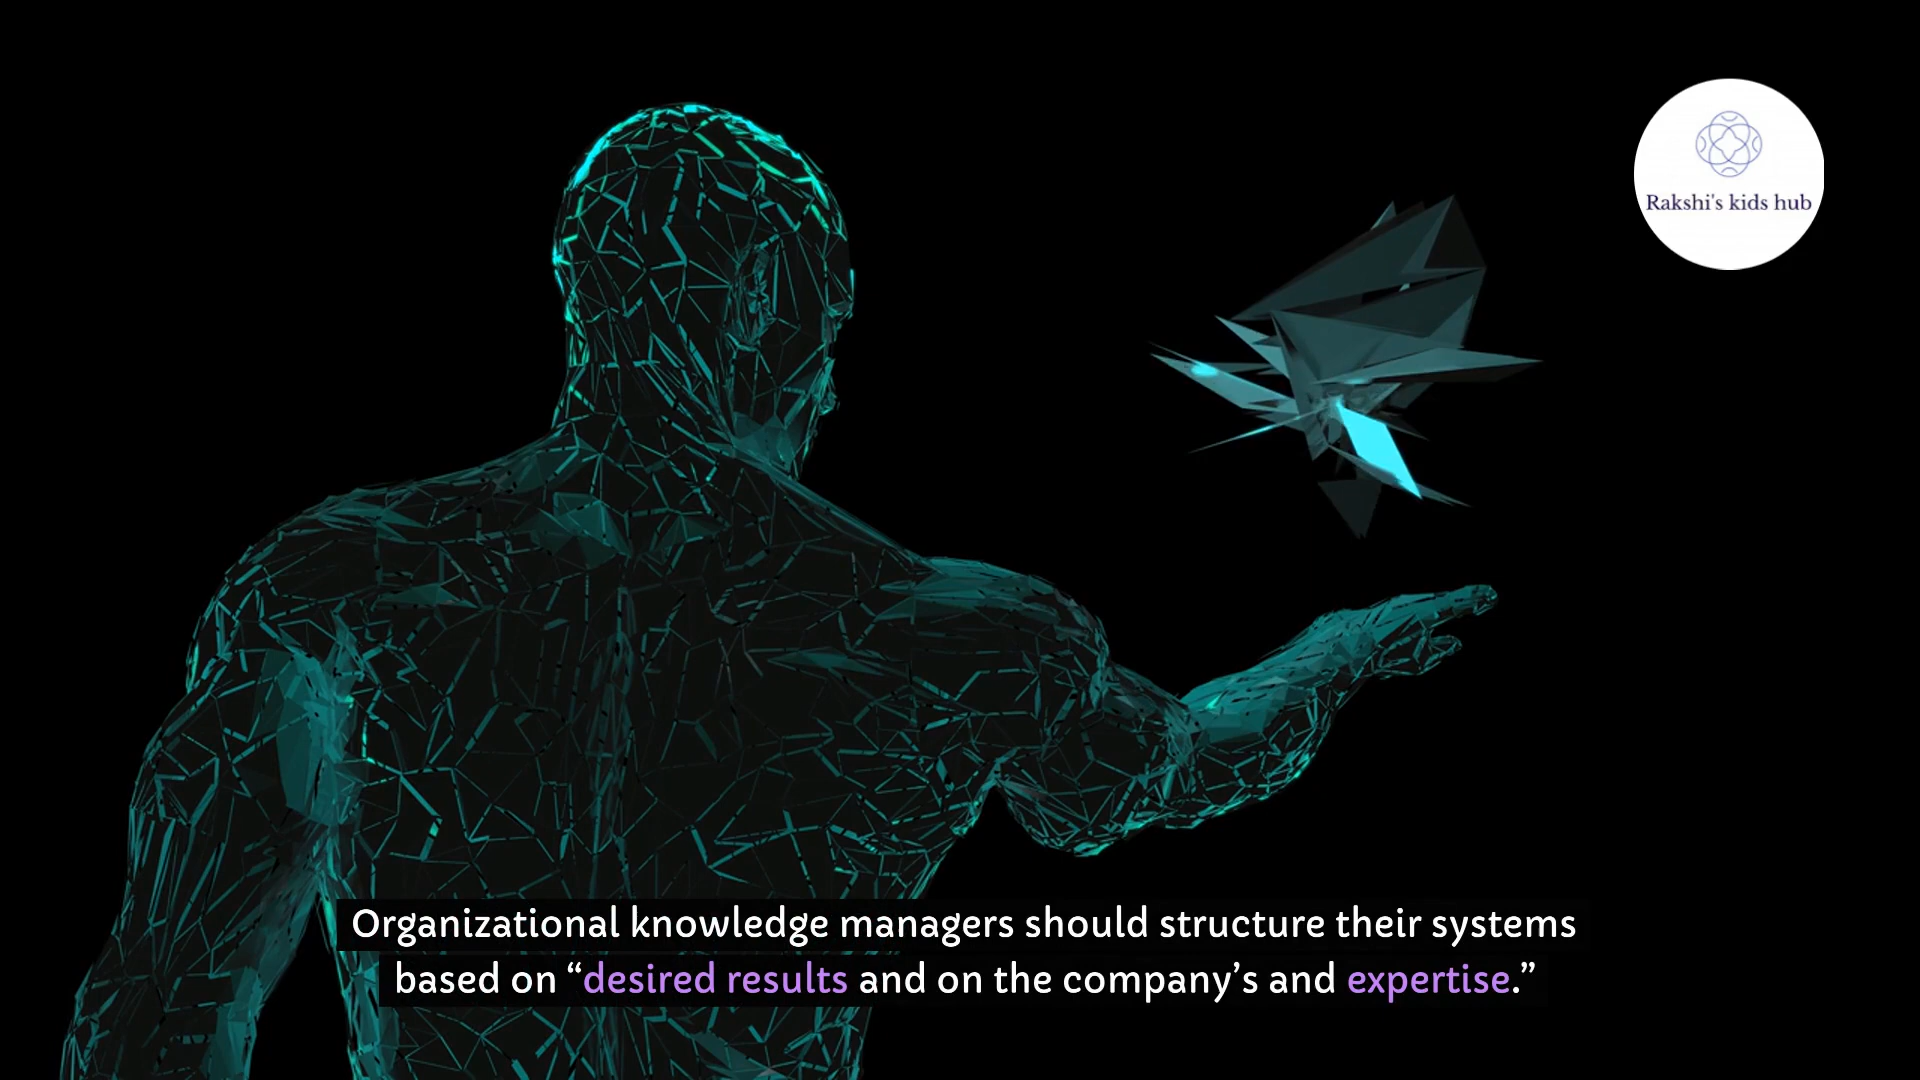 Rakshi's kids hub
Organizational knowledge managers should structure their systems
based on “desired results and on the company’s and expertise.”